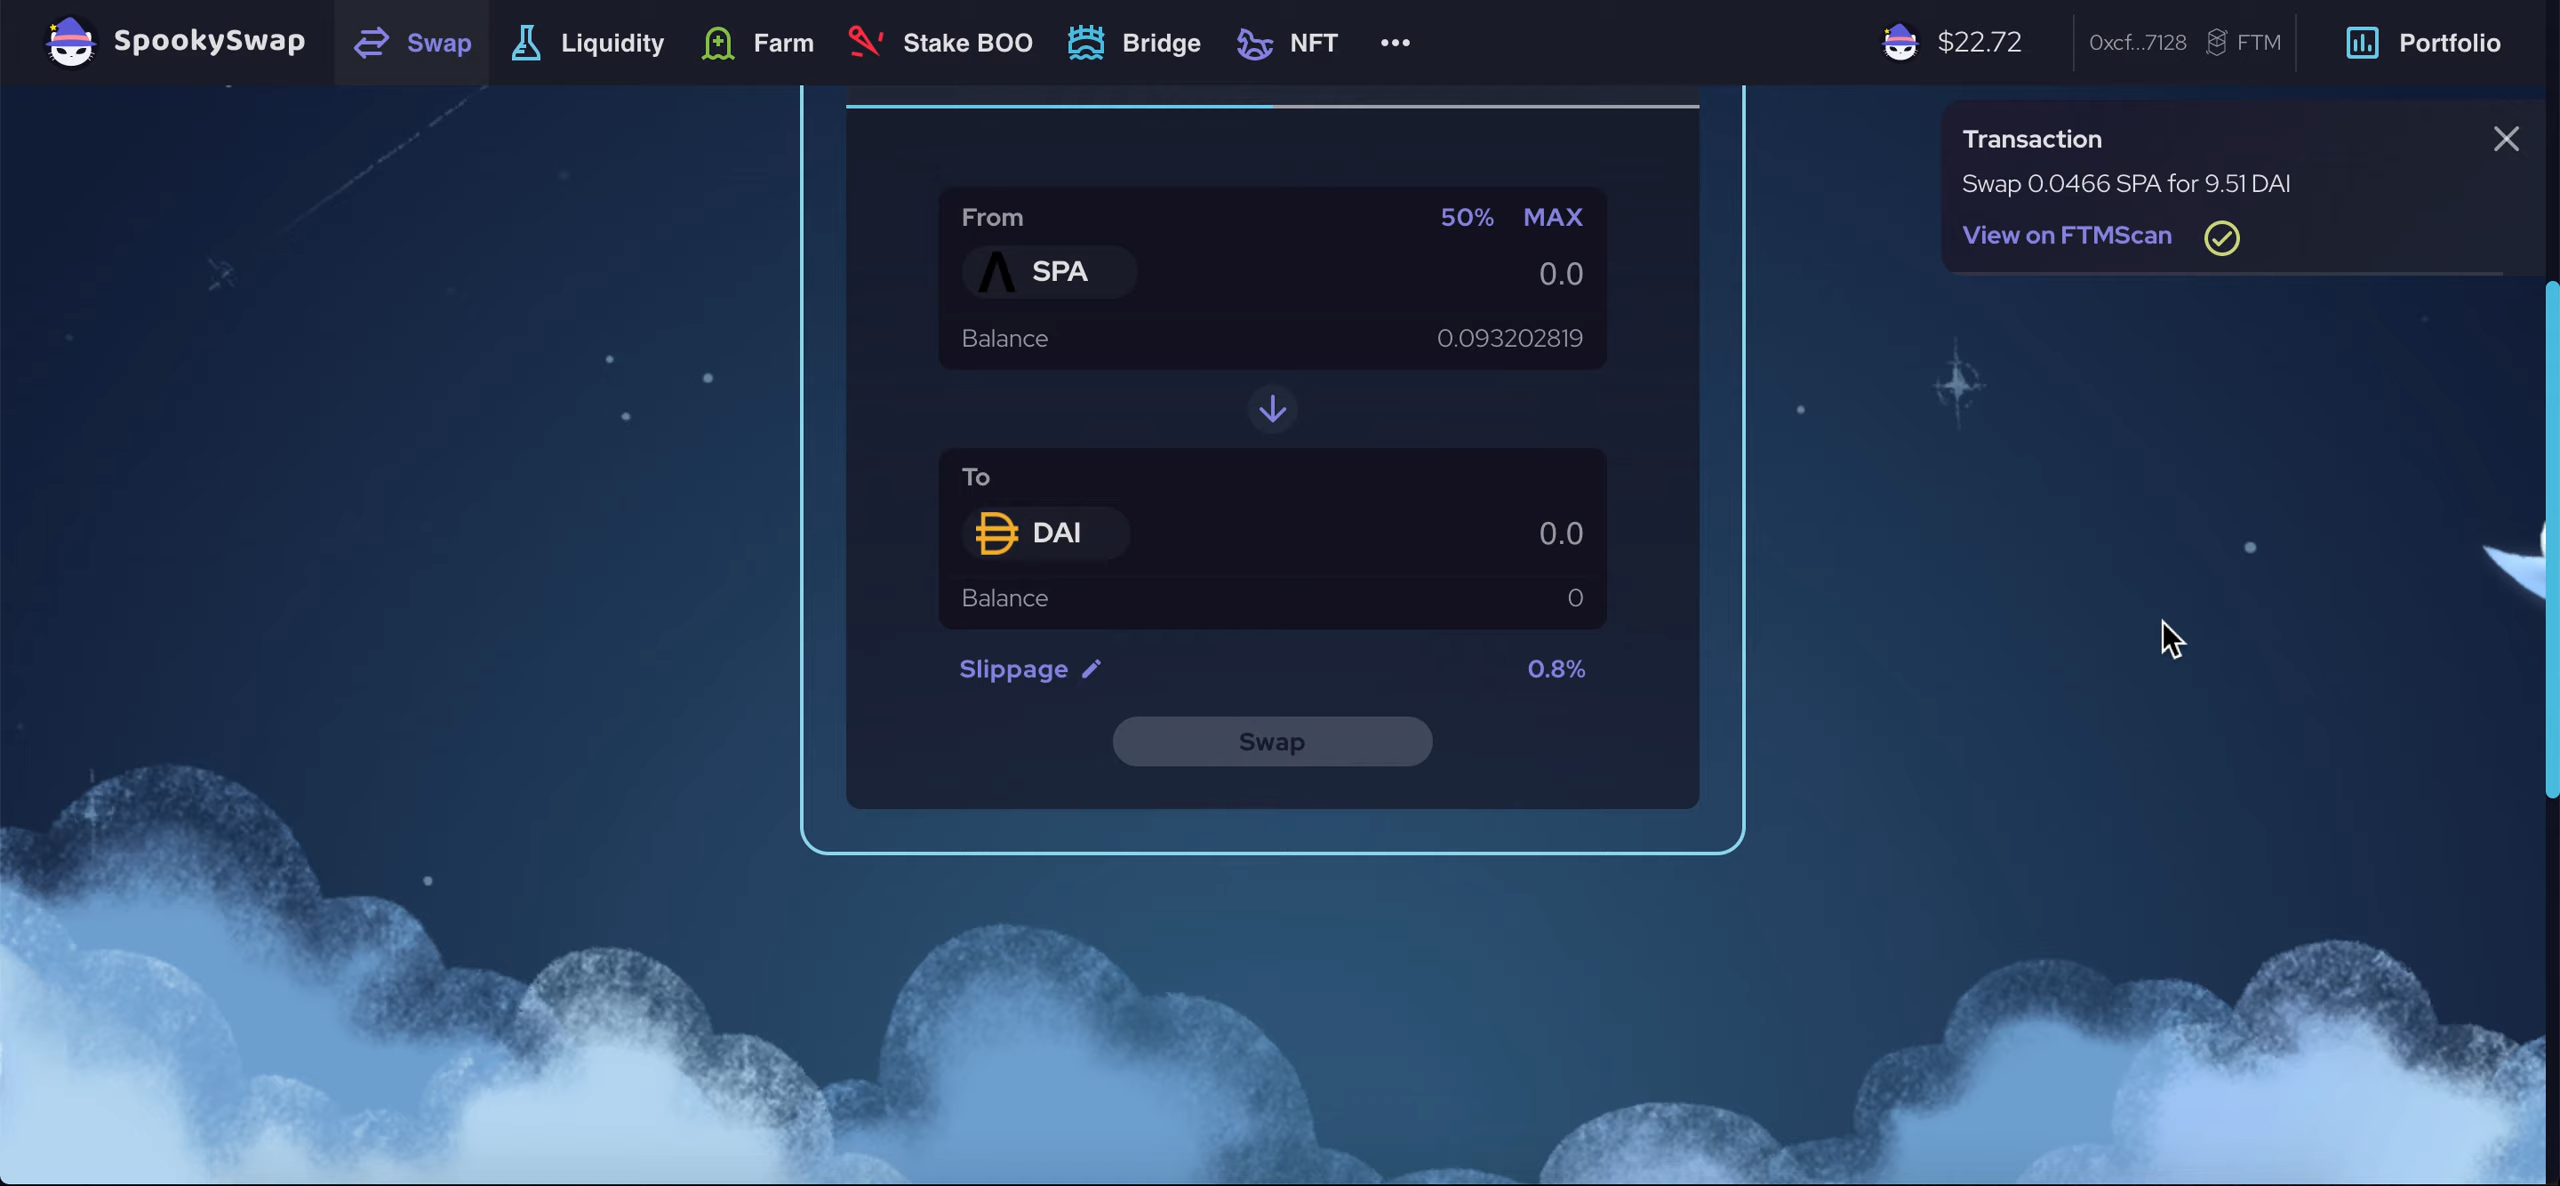 SpookySwap Swap Liquidity Farm Stake BOO Bridge NFT ••• $22.72 0xcf...7128 FTM Portfolio
Transaction
Swap 0.0466 SPA for 9.51 DAI
View on FTMScan
From 50% MAX
SPA 0.0
Balance 0.093202819
To
DAI 0.0
Balance 0
Slippage 0.8%
Swap